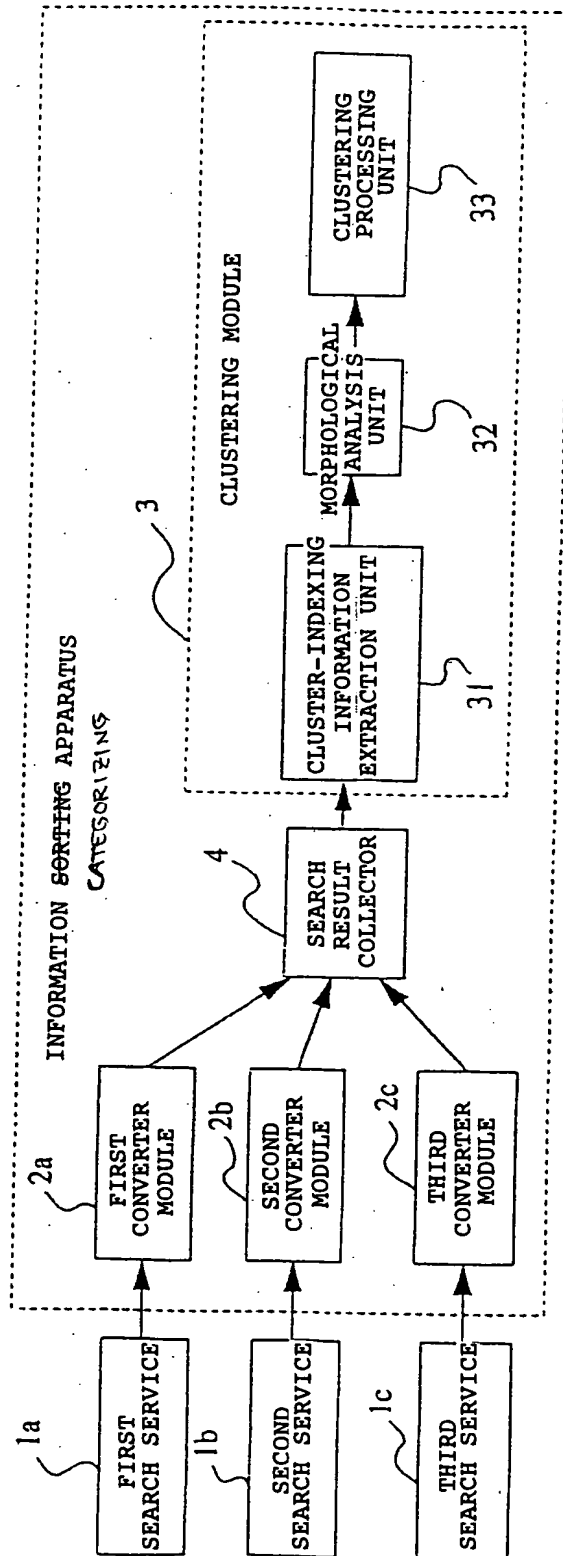 INFORMATION SORTING APPARATUS
CATEGORIZING
1a
FIRST
SEARCH SERVICE
1b
SECOND
SEARCH SERVICE
1c
THIRD
SEARCH SERVICE
2a
FIRST
CONVERTER
MODULE
2b
SECOND
CONVERTER
MODULE
2c
THIRD
CONVERTER
MODULE
4
SEARCH
RESULT
COLLECTOR
3
CLUSTERING MODULE
CLUSTER-INDEXING
INFORMATION
EXTRACTION UNIT
31
MORPHOLOGICAL
ANALYSIS
UNIT
32
CLUSTERING
PROCESSING
UNIT
33